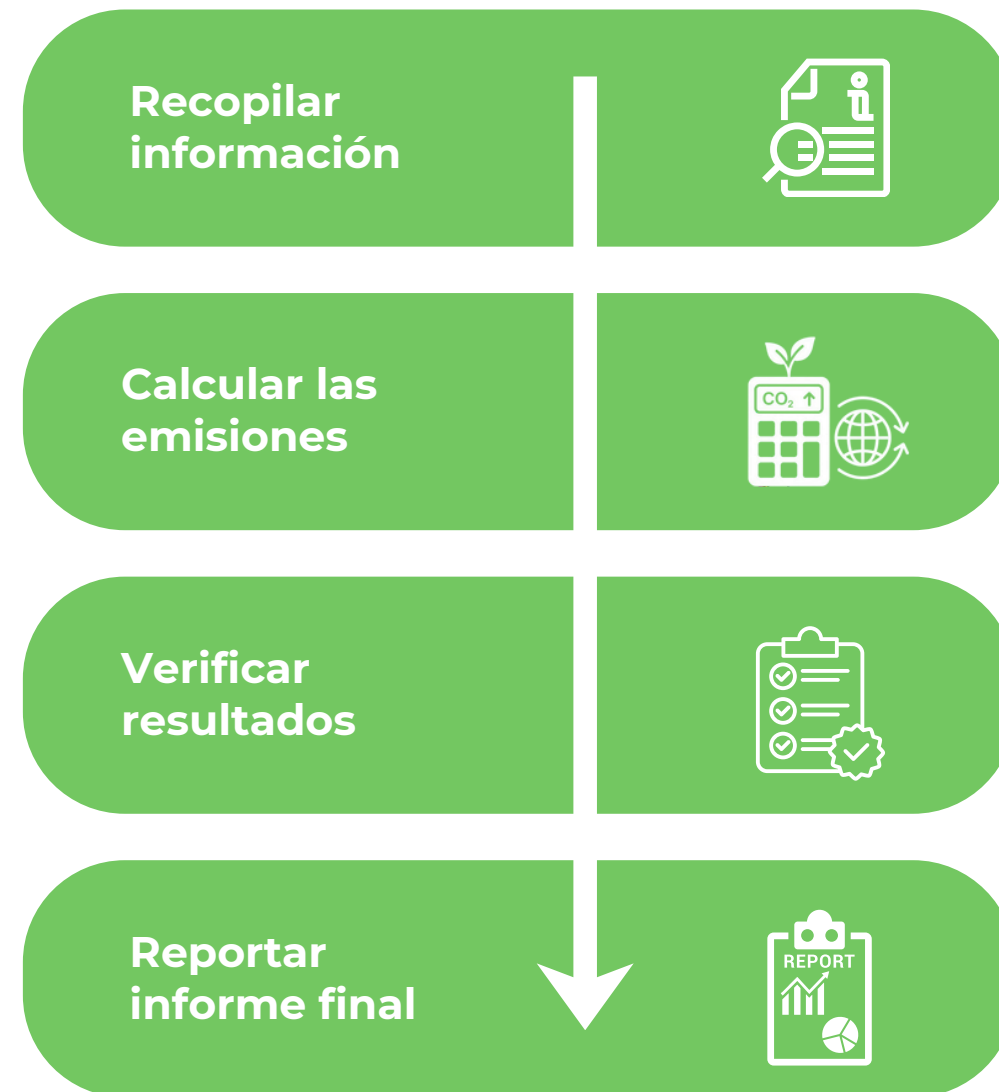 Recopilar
información
Calcular las
emisiones
CO₂
Verificar
resultados
Reportar
informe final
REPORT